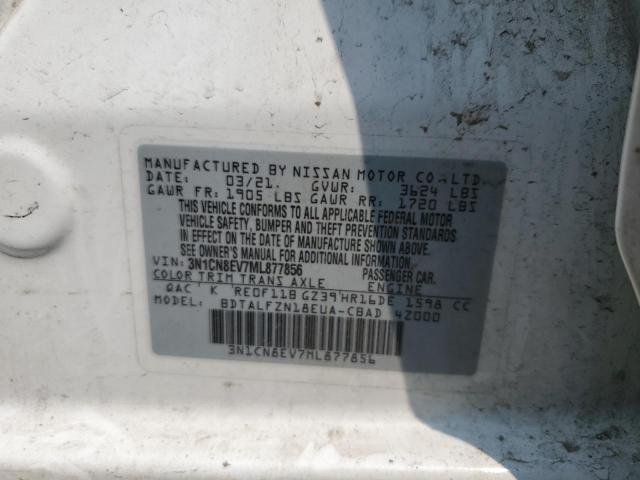 MANUFACTURED BY NISSAN MOTOR CO.,LTD.
DATE: 03/21. GVWR: 3624 LBS
GAWR FR: 1905 LBS GAWR RR: 1720 LBS
THIS VEHICLE CONFORMS TO ALL APPLICABLE FEDERAL MOTOR
VEHICLE SAFETY, BUMPER AND THEFT PREVENTION STANDARDS
IN EFFECT ON THE DATE OF MANUFACTURE SHOWN ABOVE.
SEE OWNER'S MANUAL FOR ADDITIONAL INFORMATION.
VIN: 3N1CN8EV7ML877856 PASSENGER CAR.
COLOR TRIM TRANS AXLE ENGINE
QAC K RE0F11B GZ39 HR16DE 1598 CC
MODEL: BDTALFZN18EUA-CBAD 4Z000
3N1CN8EV7ML877856